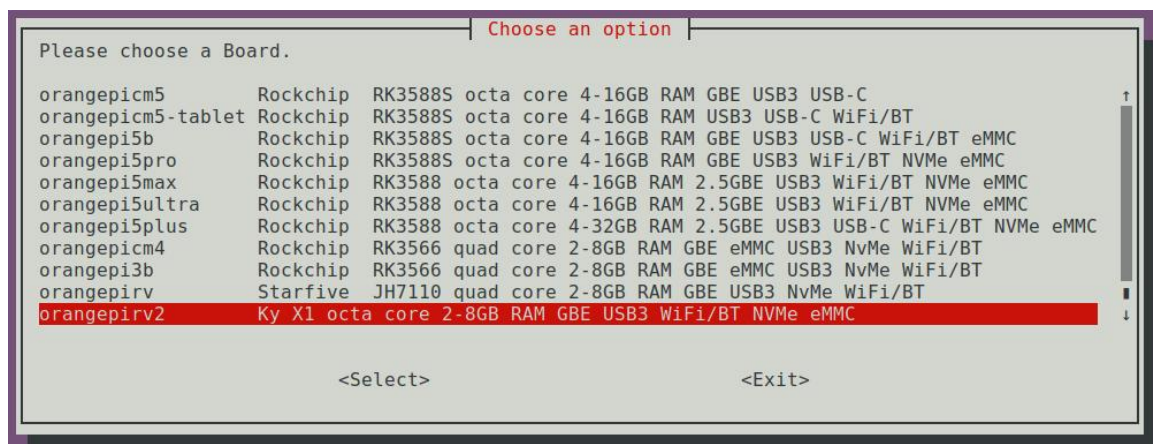 Choose an option
Please choose a Board.
orangepicm5 Rockchip RK3588S octa core 4-16GB RAM GBE USB3 USB-C
orangepicm5-tablet Rockchip RK3588S octa core 4-16GB RAM USB3 USB-C WiFi/BT
orangepi5b Rockchip RK3588S octa core 4-16GB RAM GBE USB3 USB-C WiFi/BT eMMC
orangepi5pro Rockchip RK3588S octa core 4-16GB RAM GBE USB3 WiFi/BT NVMe eMMC
orangepi5max Rockchip RK3588 octa core 4-16GB RAM 2.5GBE USB3 WiFi/BT NVMe eMMC
orangepi5ultra Rockchip RK3588 octa core 4-16GB RAM 2.5GBE USB3 WiFi/BT NVMe eMMC
orangepi5plus Rockchip RK3588 octa core 4-32GB RAM 2.5GBE USB3 USB-C WiFi/BT NVMe eMMC
orangepicm4 Rockchip RK3566 quad core 2-8GB RAM GBE eMMC USB3 NvMe WiFi/BT
orangepi3b Rockchip RK3566 quad core 2-8GB RAM GBE eMMC USB3 NvMe WiFi/BT
orangepirv Starfive JH7110 quad core 2-8GB RAM GBE USB3 NvMe WiFi/BT
orangepirv2 Ky X1 octa core 2-8GB RAM GBE USB3 WiFi/BT NVMe eMMC
<Select> <Exit>